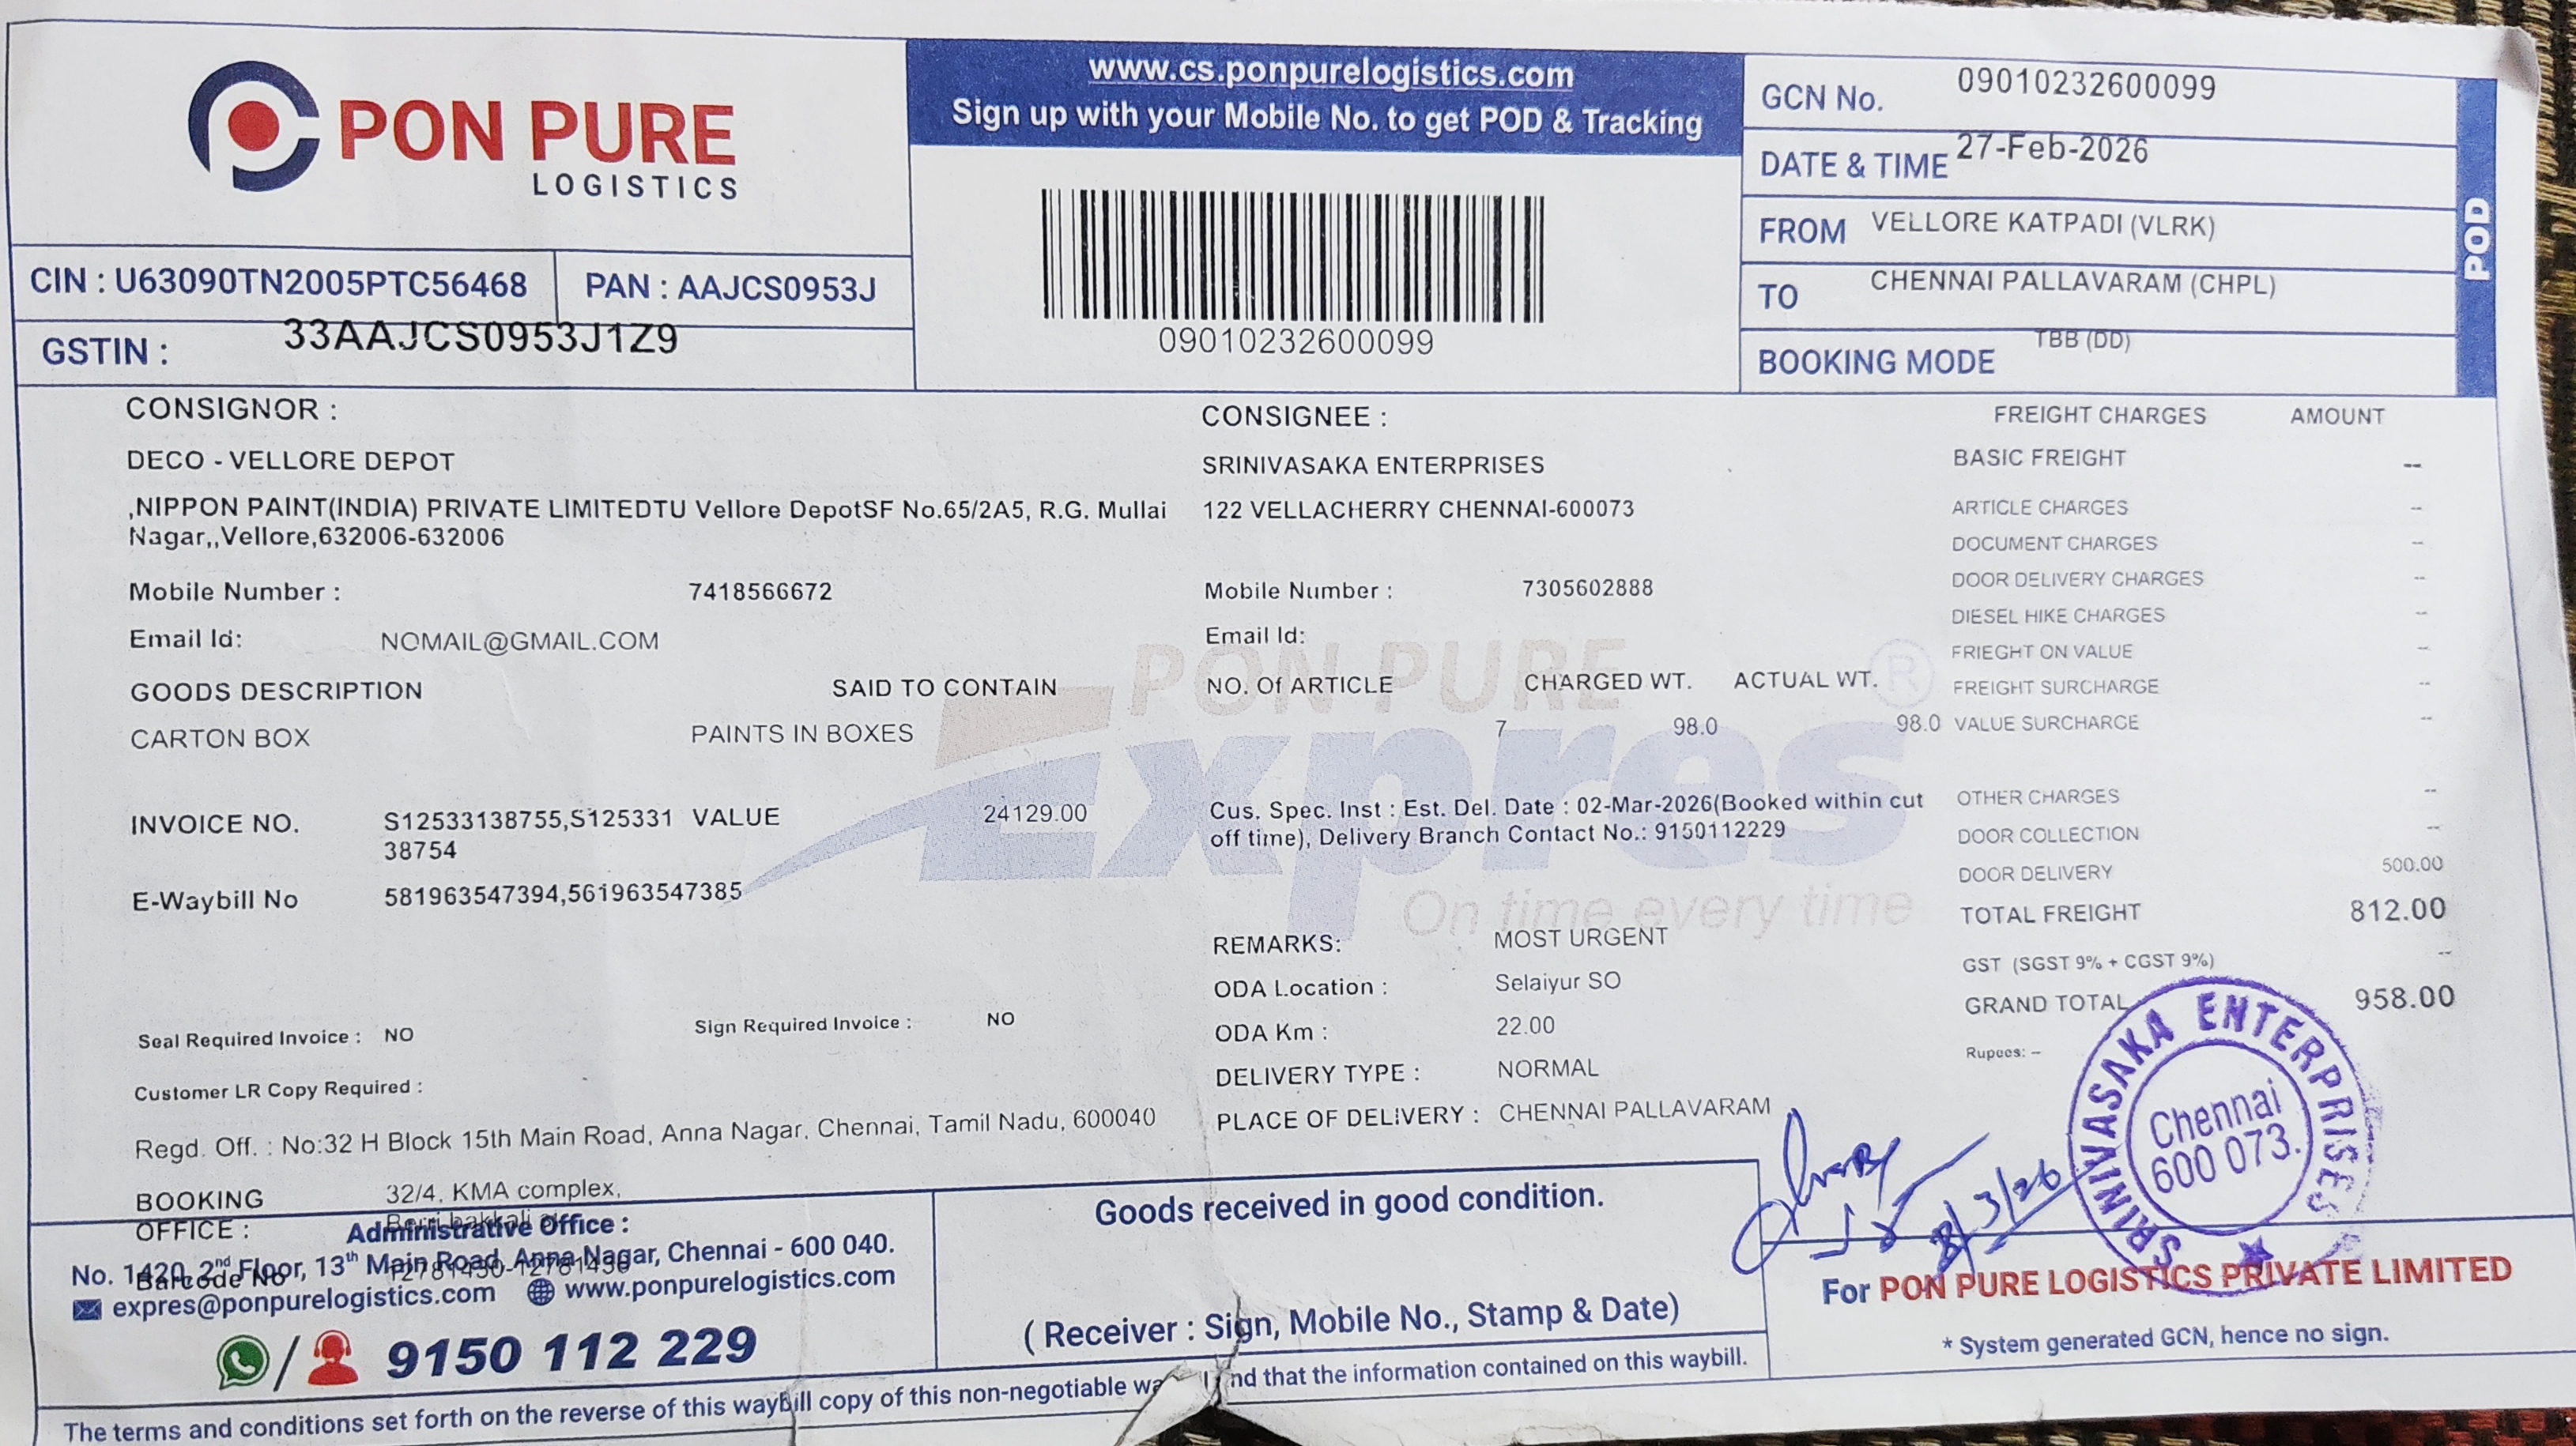 PON PURE
LOGISTICS
www.cs.ponpurelogistics.com
Sign up with your Mobile No. to get POD & Tracking
09010232600099
GCN No. 09010232600099
DATE & TIME 27-Feb-2026
FROM VELLORE KATPADI (VLRK)
TO CHENNAI PALLAVARAM (CHPL)
BOOKING MODE TBB (DD)
POD
CIN : U63090TN2005PTC56468 PAN : AAJCS0953J
GSTIN : 33AAJCS0953J1Z9
CONSIGNOR :
DECO - VELLORE DEPOT
,NIPPON PAINT(INDIA) PRIVATE LIMITEDTU Vellore DepotSF No.65/2A5, R.G. Mullai
Nagar,,Vellore,632006-632006
Mobile Number : 7418566672
Email Id: NOMAIL@GMAIL.COM
CONSIGNEE :
SRINIVASAKA ENTERPRISES
122 VELLACHERRY CHENNAI-600073
Mobile Number : 7305602888
Email Id:
GOODS DESCRIPTION SAID TO CONTAIN NO. Of ARTICLE CHARGED WT. ACTUAL WT.
CARTON BOX PAINTS IN BOXES 7 98.0 98.0
PON PURE
Expres
On time every time
INVOICE NO. S12533138755,S125331 VALUE 24129.00
38754
E-Waybill No 581963547394,561963547385
Cus. Spec. Inst : Est. Del. Date : 02-Mar-2026(Booked within cut
off time), Delivery Branch Contact No.: 9150112229
REMARKS: MOST URGENT
ODA Location : Selaiyur SO
ODA Km : 22.00
DELIVERY TYPE : NORMAL
PLACE OF DELIVERY : CHENNAI PALLAVARAM
FREIGHT CHARGES AMOUNT
BASIC FREIGHT --
ARTICLE CHARGES --
DOCUMENT CHARGES --
DOOR DELIVERY CHARGES --
DIESEL HIKE CHARGES --
FRIEGHT ON VALUE --
FREIGHT SURCHARGE --
VALUE SURCHARGE --
OTHER CHARGES --
DOOR COLLECTION --
DOOR DELIVERY 500.00
TOTAL FREIGHT 812.00
GST (SGST 9% + CGST 9%) --
GRAND TOTAL 958.00
Rupees: --
Seal Required Invoice : NO Sign Required Invoice : NO
Customer LR Copy Required :
Regd. Off. : No:32 H Block 15th Main Road, Anna Nagar, Chennai, Tamil Nadu, 600040
BOOKING 32/4, KMA complex,
OFFICE :
Administrative Office :
No. 1420, 2nd Floor, 13th Main Road, Anna Nagar, Chennai - 600 040.
Barcode No
expres@ponpurelogistics.com www.ponpurelogistics.com
9150 112 229
Goods received in good condition.
( Receiver : Sign, Mobile No., Stamp & Date)
8/3/26
SRINIVASAKA ENTERPRISES
Chennai
600 073.
For PON PURE LOGISTICS PRIVATE LIMITED
* System generated GCN, hence no sign.
The terms and conditions set forth on the reverse of this waybill copy of this non-negotiable nd that the information contained on this waybill.